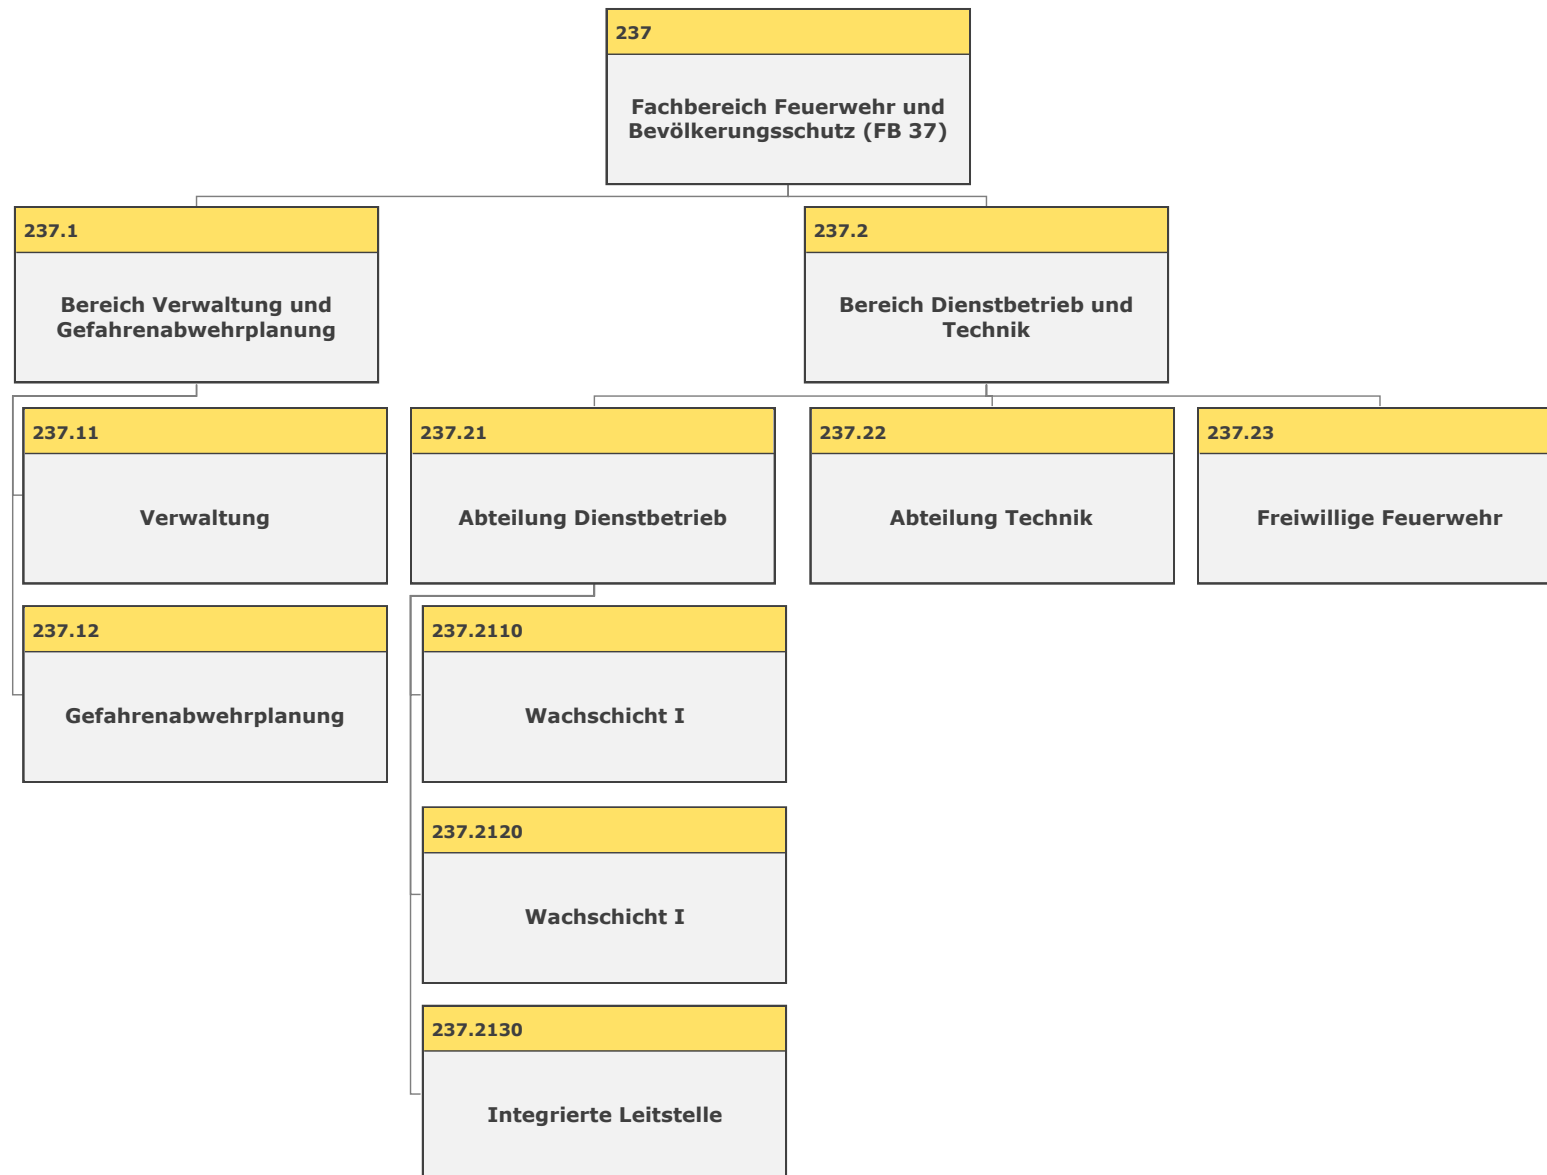 237
Fachbereich Feuerwehr und
Bevölkerungsschutz (FB 37)
237.1
Bereich Verwaltung und
Gefahrenabwehrplanung
237.2
Bereich Dienstbetrieb und
Technik
237.11
Verwaltung
237.21
Abteilung Dienstbetrieb
237.22
Abteilung Technik
237.23
Freiwillige Feuerwehr
237.12
Gefahrenabwehrplanung
237.2110
Wachschicht I
237.2120
Wachschicht I
237.2130
Integrierte Leitstelle